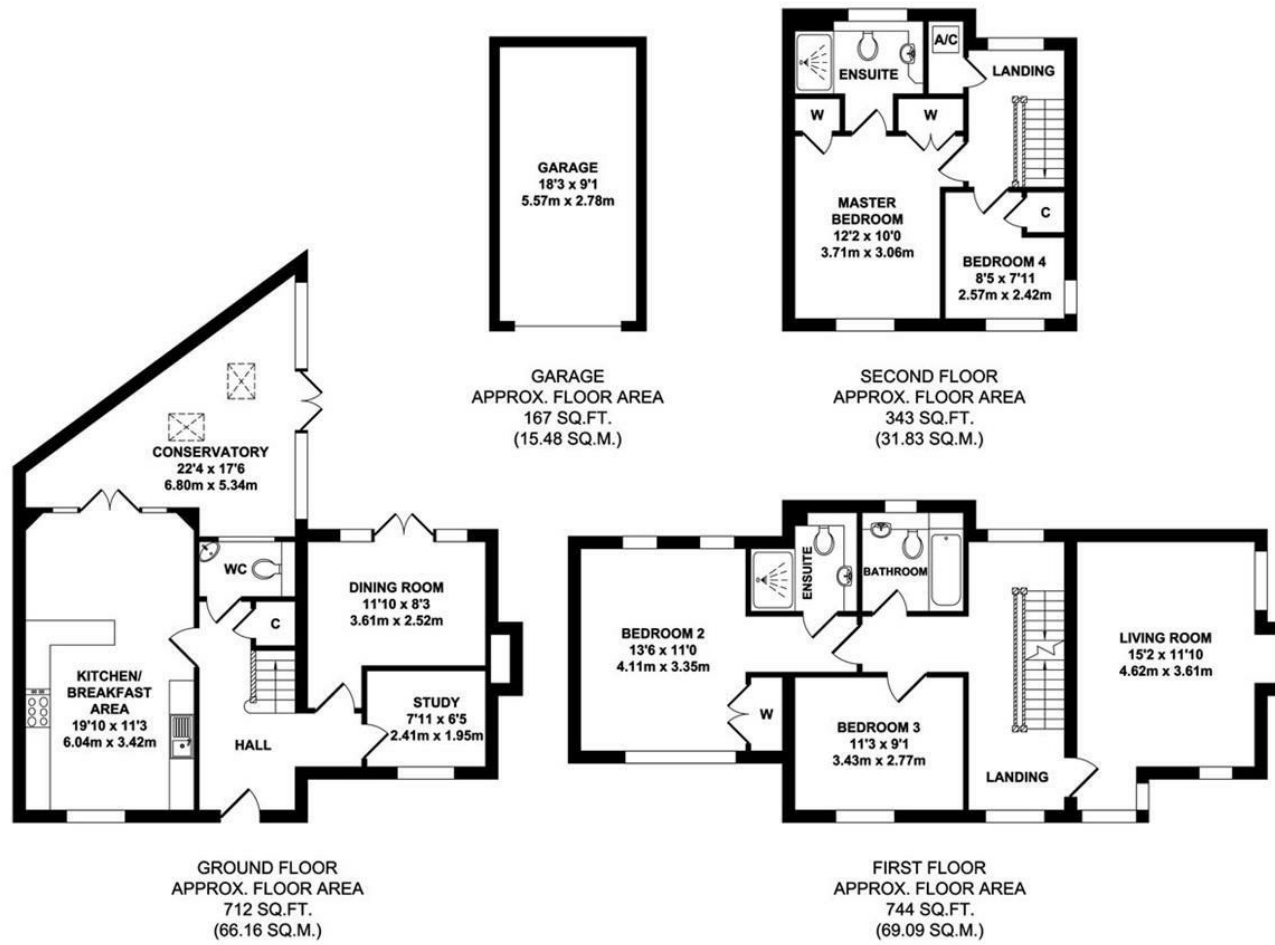 GARAGE
18'3 x 9'1
5.57m x 2.78m
GARAGE
APPROX. FLOOR AREA
167 SQ.FT.
(15.48 SQ.M.)
A/C
ENSUITE
LANDING
W
W
MASTER
BEDROOM
12'2 x 10'0
3.71m x 3.06m
C
BEDROOM 4
8'5 x 7'11
2.57m x 2.42m
SECOND FLOOR
APPROX. FLOOR AREA
343 SQ.FT.
(31.83 SQ.M.)
CONSERVATORY
22'4 x 17'6
6.80m x 5.34m
WC
DINING ROOM
11'10 x 8'3
3.61m x 2.52m
C
KITCHEN/
BREAKFAST
AREA
19'10 x 11'3
6.04m x 3.42m
HALL
STUDY
7'11 x 6'5
2.41m x 1.95m
GROUND FLOOR
APPROX. FLOOR AREA
712 SQ.FT.
(66.16 SQ.M.)
ENSUITE
BATHROOM
BEDROOM 2
13'6 x 11'0
4.11m x 3.35m
LIVING ROOM
15'2 x 11'10
4.62m x 3.61m
W
BEDROOM 3
11'3 x 9'1
3.43m x 2.77m
LANDING
FIRST FLOOR
APPROX. FLOOR AREA
744 SQ.FT.
(69.09 SQ.M.)